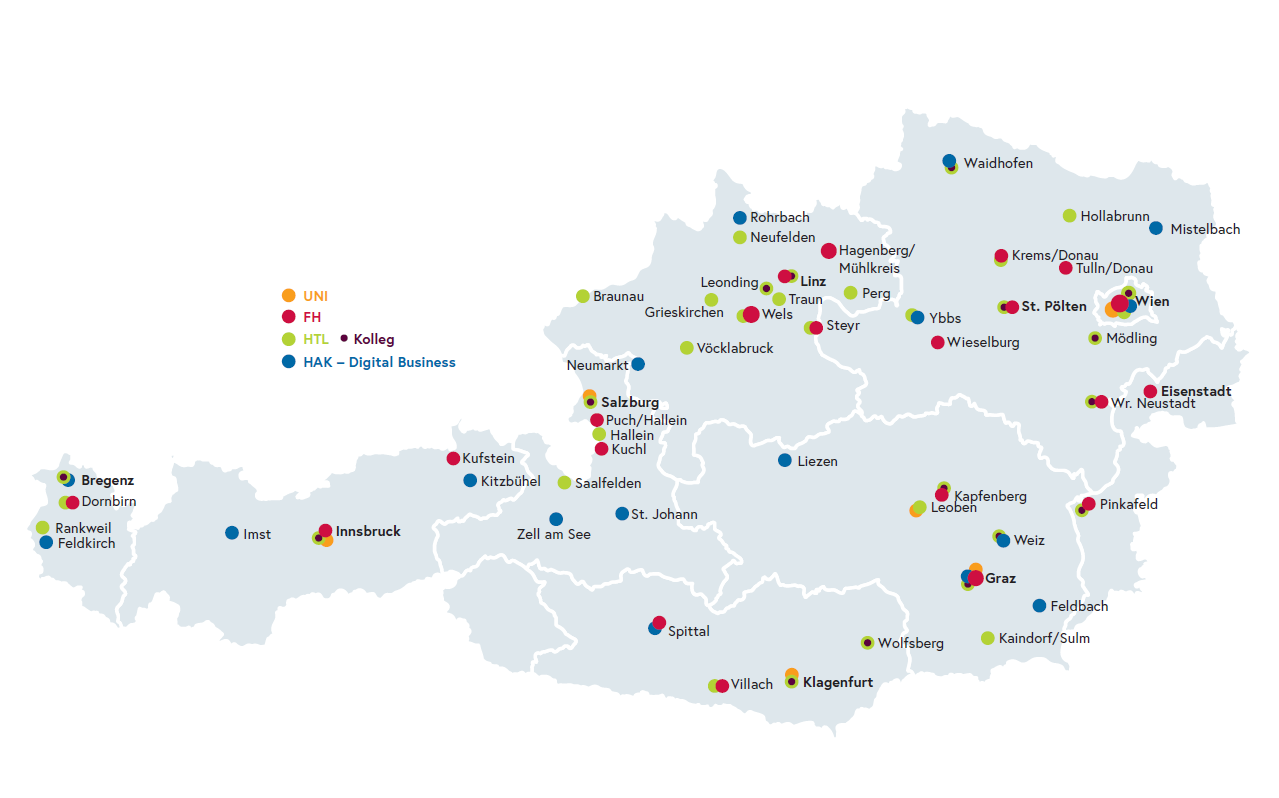 Waidhofen
Hollabrunn
Rohrbach
Mistelbach
Neufelden
Hagenberg/
Mühlkreis
Krems/Donau
Tulln/Donau
Leonding
Linz
Braunau
Traun
Perg
Wien
UNI
St. Pölten
Grieskirchen
Wels
FH
Ybbs
Steyr
HTL Kolleg
Mödling
Wieselburg
Vöcklabruck
HAK – Digital Business
Neumarkt
Eisenstadt
Salzburg
Wr. Neustadt
Puch/Hallein
Hallein
Kuchl
Kufstein
Liezen
Bregenz
Kitzbühel
Saalfelden
Kapfenberg
Dornbirn
Leoben
Pinkafeld
St. Johann
Rankweil
Innsbruck
Imst
Zell am See
Feldkirch
Weiz
Graz
Feldbach
Spittal
Kaindorf/Sulm
Wolfsberg
Villach
Klagenfurt